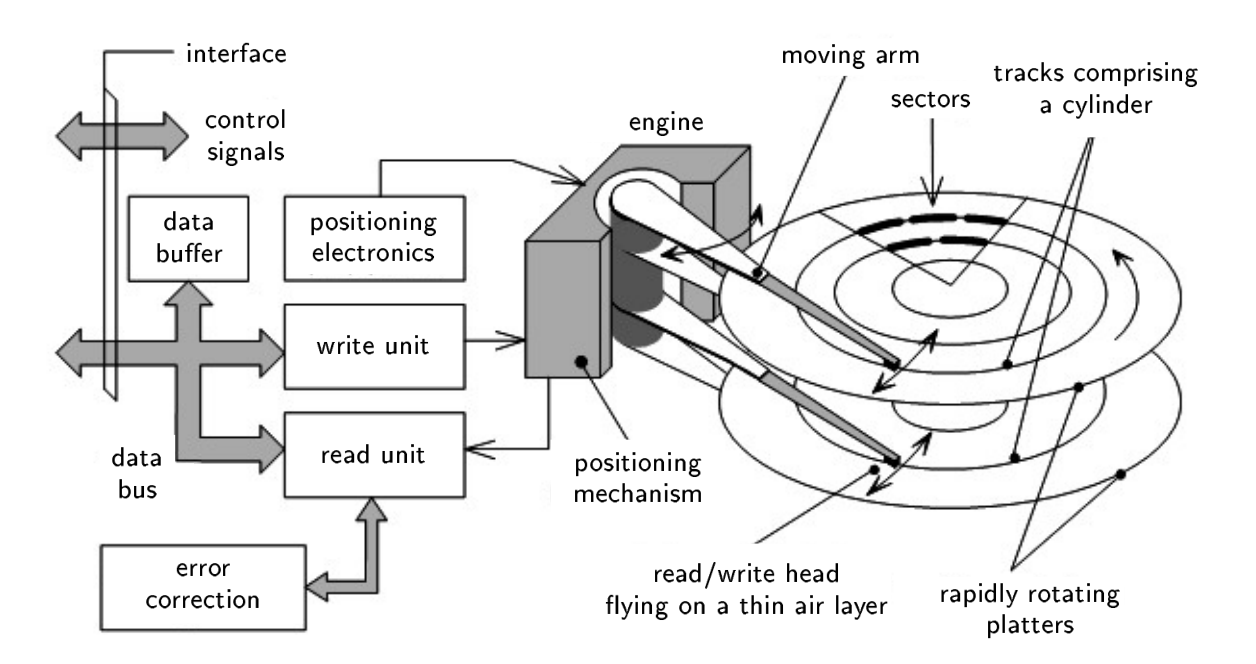 interface
control
signals
data
buffer
positioning
electronics
write unit
read unit
data
bus
error
correction
engine
moving arm
sectors
tracks comprising
a cylinder
positioning
mechanism
read/write head
flying on a thin air layer
rapidly rotating
platters